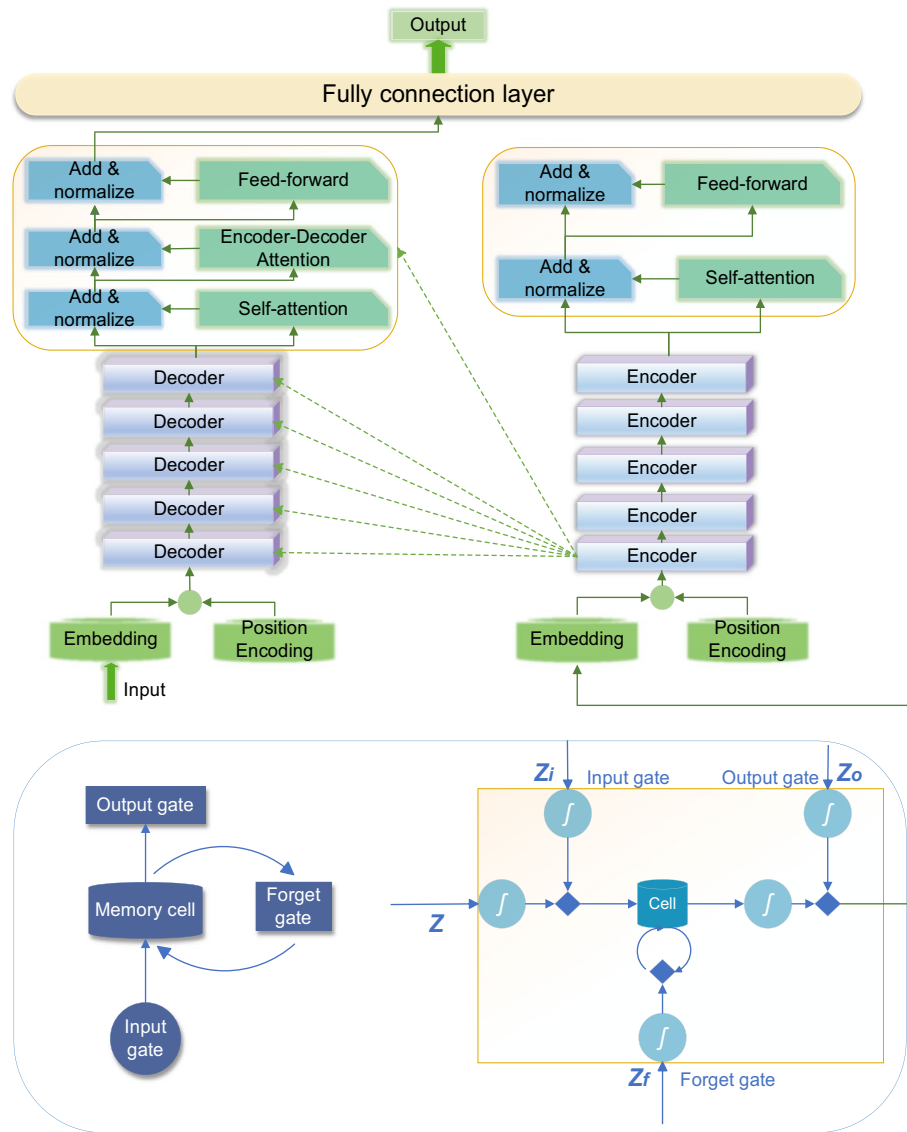 Output
Fully connection layer
Add &
normalize
Feed-forward
Add &
normalize
Encoder-Decoder
Attention
Add &
normalize
Self-attention
Decoder
Decoder
Decoder
Decoder
Decoder
Embedding
Position
Encoding
Input
Add &
normalize
Feed-forward
Add &
normalize
Self-attention
Encoder
Encoder
Encoder
Encoder
Encoder
Embedding
Position
Encoding
Output gate
Memory cell
Forget
gate
Input
gate
Zi
Input gate
Output gate
Zo
∫
∫
Z
∫
Cell
∫
∫
Zf
Forget gate